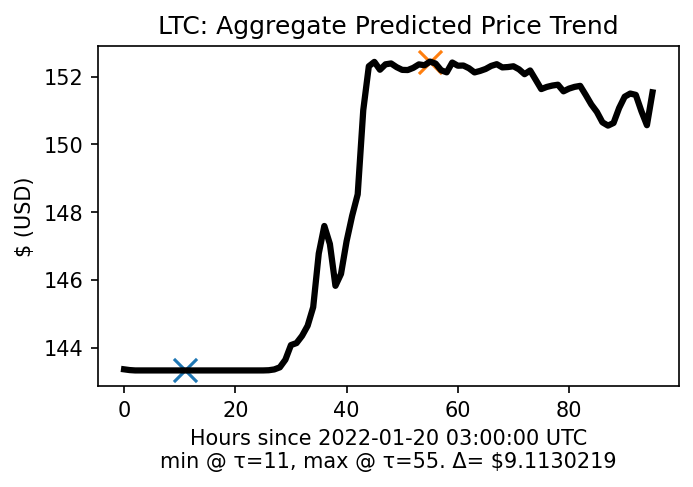 LTC: Aggregate Predicted Price Trend
$ (USD)
152
150
148
146
144
0 20 40 60 80
Hours since 2022-01-20 03:00:00 UTC
min @ τ=11, max @ τ=55. Δ= $9.1130219